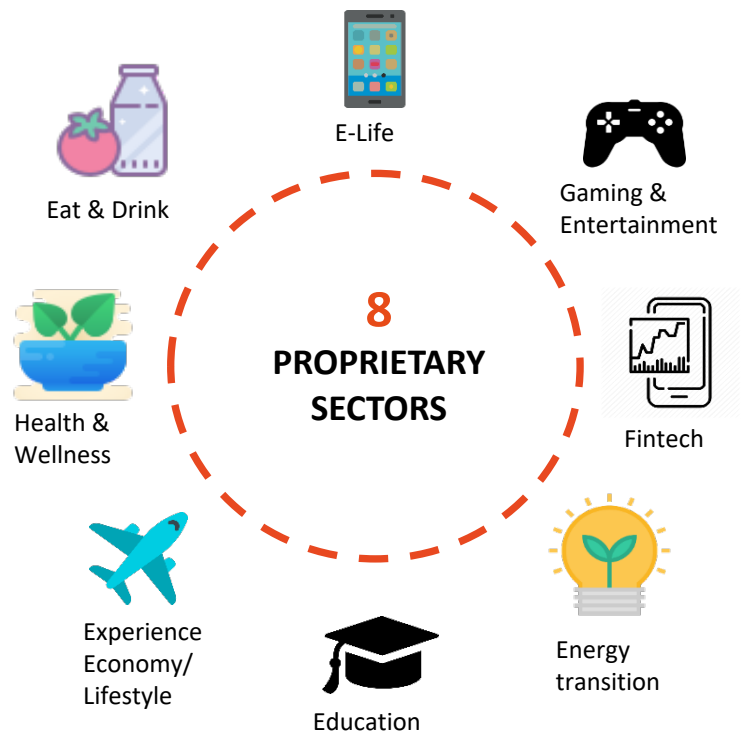 E-Life
Gaming &
Entertainment
Fintech
Energy
transition
Education
Experience
Economy/
Lifestyle
Health &
Wellness
Eat & Drink
8
PROPRIETARY
SECTORS